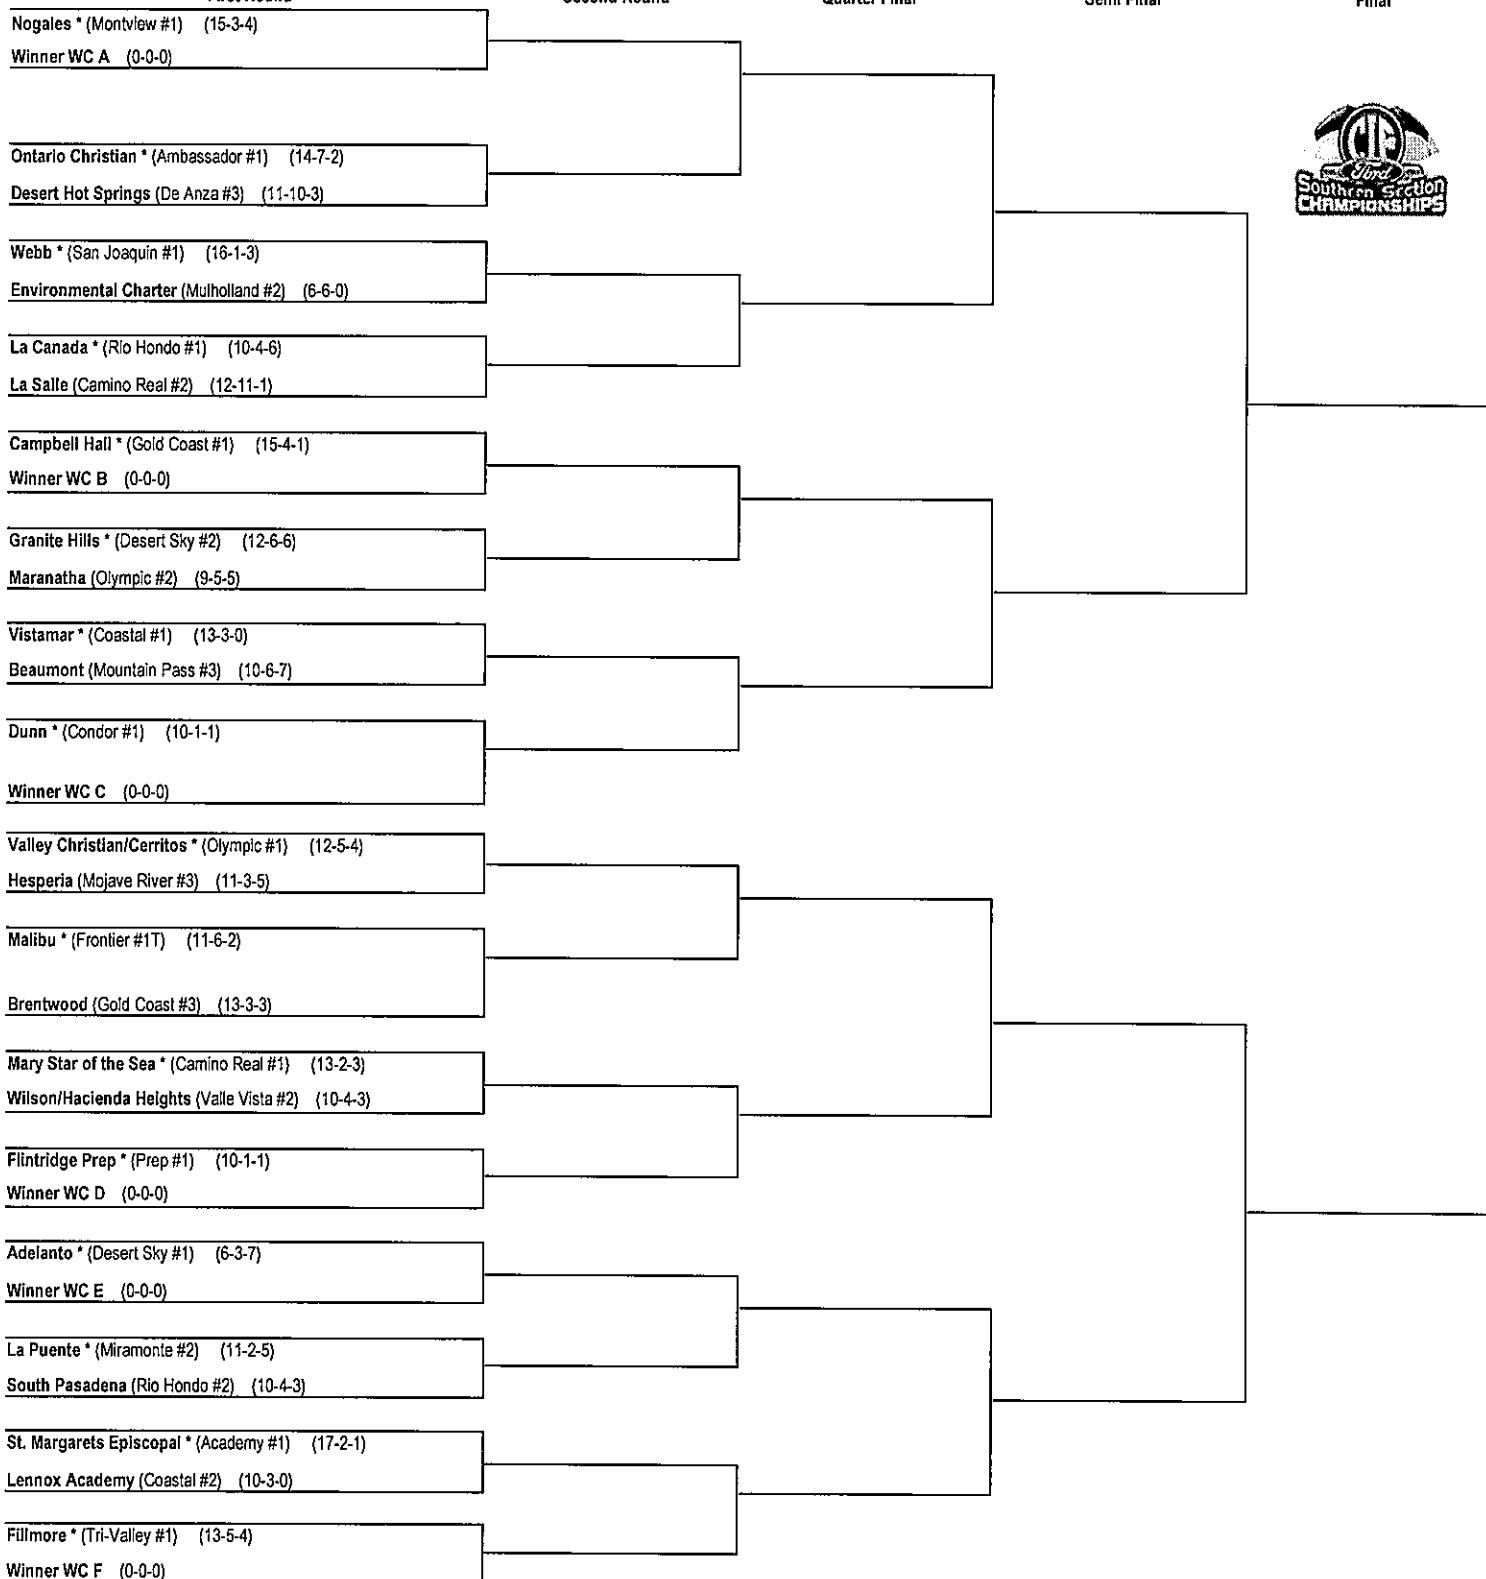 First Round Second Round Quarter Final Semi Final Final
Nogales * (Montview #1) (15-3-4)
Winner WC A (0-0-0)
CIF
Ford
Southern Section
CHAMPIONSHIPS
Ontario Christian * (Ambassador #1) (14-7-2)
Desert Hot Springs (De Anza #3) (11-10-3)
Webb * (San Joaquin #1) (16-1-3)
Environmental Charter (Mulholland #2) (6-6-0)
La Canada * (Rio Hondo #1) (10-4-6)
La Salle (Camino Real #2) (12-11-1)
Campbell Hall * (Gold Coast #1) (15-4-1)
Winner WC B (0-0-0)
Granite Hills * (Desert Sky #2) (12-6-6)
Maranatha (Olympic #2) (9-5-5)
Vistamar * (Coastal #1) (13-3-0)
Beaumont (Mountain Pass #3) (10-6-7)
Dunn * (Condor #1) (10-1-1)
Winner WC C (0-0-0)
Valley Christian/Cerritos * (Olympic #1) (12-5-4)
Hesperia (Mojave River #3) (11-3-5)
Malibu * (Frontier #1T) (11-6-2)
Brentwood (Gold Coast #3) (13-3-3)
Mary Star of the Sea * (Camino Real #1) (13-2-3)
Wilson/Hacienda Heights (Valle Vista #2) (10-4-3)
Flintridge Prep * (Prep #1) (10-1-1)
Winner WC D (0-0-0)
Adelanto * (Desert Sky #1) (6-3-7)
Winner WC E (0-0-0)
La Puente * (Miramonte #2) (11-2-5)
South Pasadena (Rio Hondo #2) (10-4-3)
St. Margarets Episcopal * (Academy #1) (17-2-1)
Lennox Academy (Coastal #2) (10-3-0)
Fillmore * (Tri-Valley #1) (13-5-4)
Winner WC F (0-0-0)